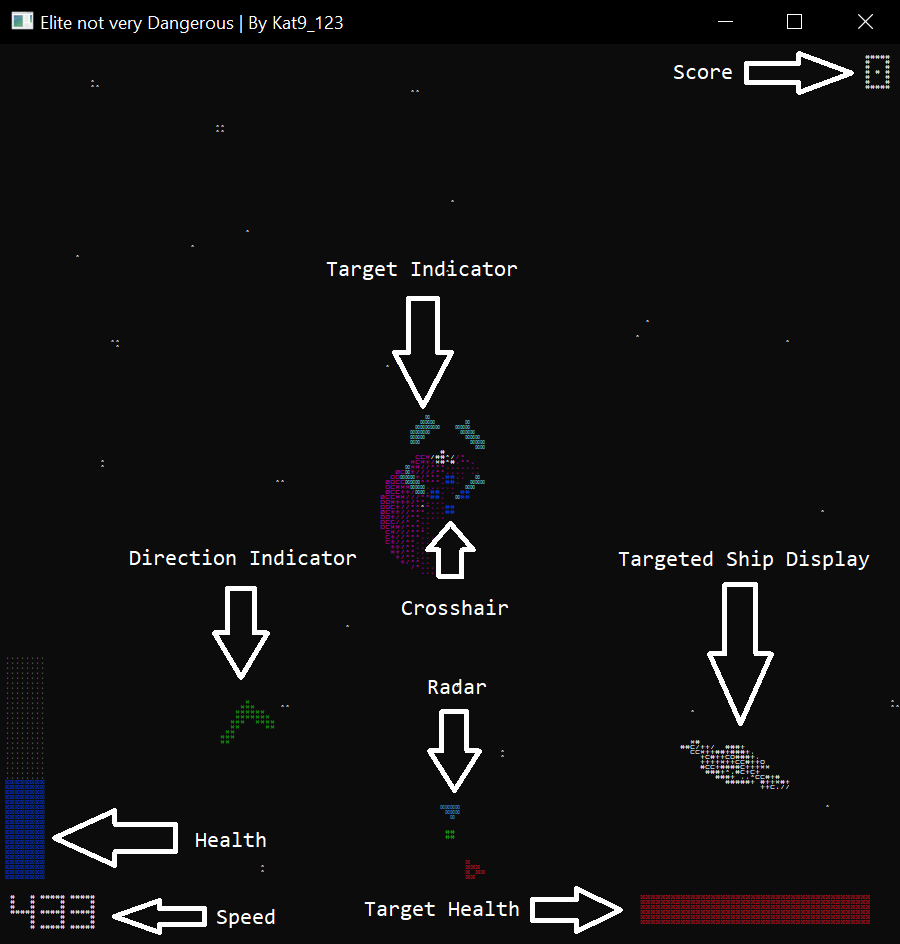 Elite not very Dangerous | By Kat9_123
Score
0
Target Indicator
Direction Indicator
Targeted Ship Display
Crosshair
Radar
Health
Target Health
Speed
493